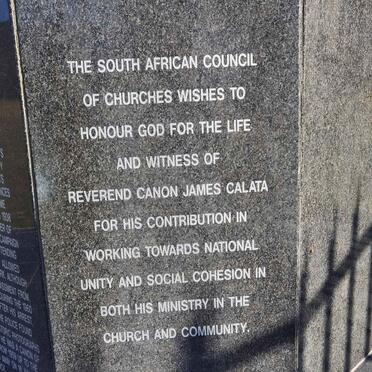 THE SOUTH AFRICAN COUNCIL
OF CHURCHES WISHES TO
HONOUR GOD FOR THE LIFE
AND WITNESS OF
REVEREND CANON JAMES CALATA
FOR HIS CONTRIBUTION IN
WORKING TOWARDS NATIONAL
UNITY AND SOCIAL COHESION IN
BOTH HIS MINISTRY IN THE
CHURCH AND COMMUNITY.